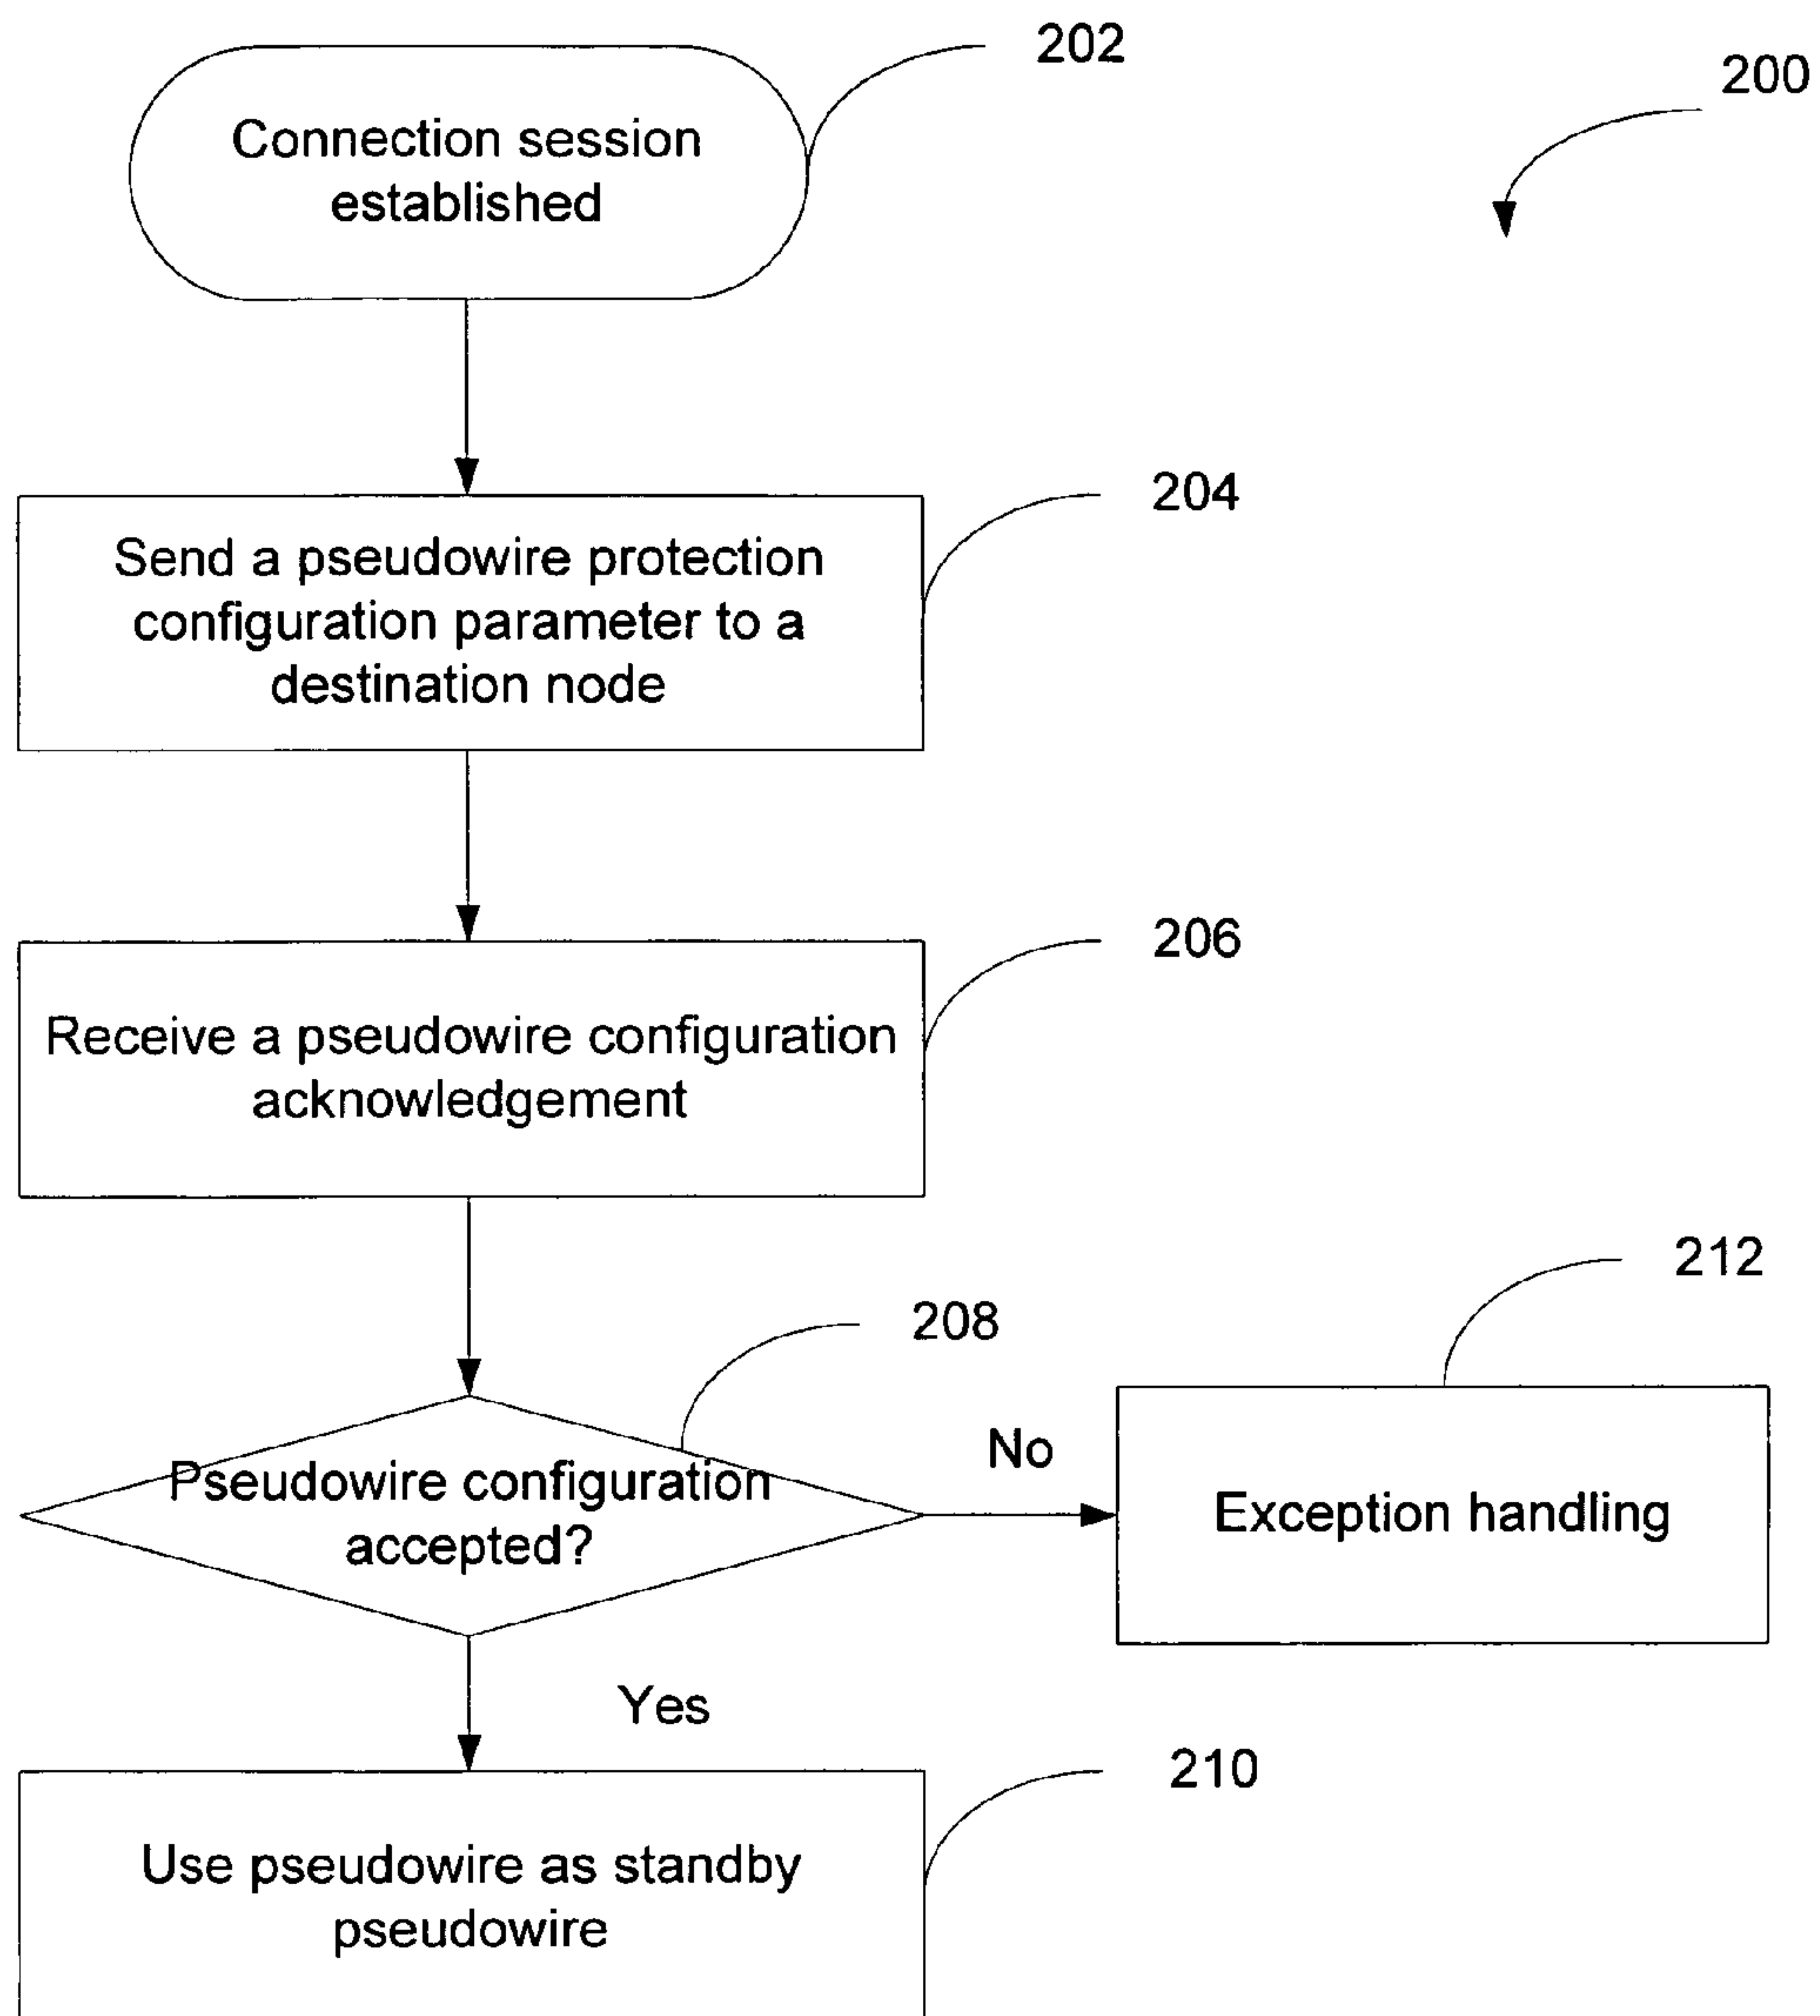 202
200
Connection session
established
204
Send a pseudowire protection
configuration parameter to a
destination node
206
Receive a pseudowire configuration
acknowledgement
212
208
No
Pseudowire configuration
accepted?
Exception handling
Yes
210
Use pseudowire as standby
pseudowire